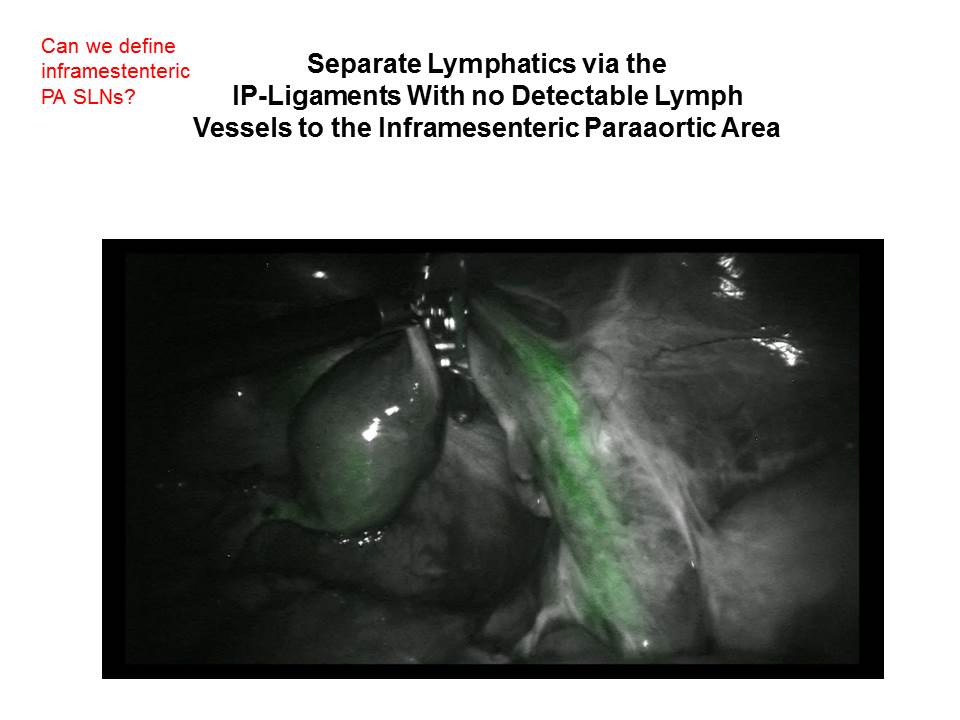 Can we define
inframestenteric
PA SLNs?
Separate Lymphatics via the
IP-Ligaments With no Detectable Lymph
Vessels to the Inframesenteric Paraaortic Area